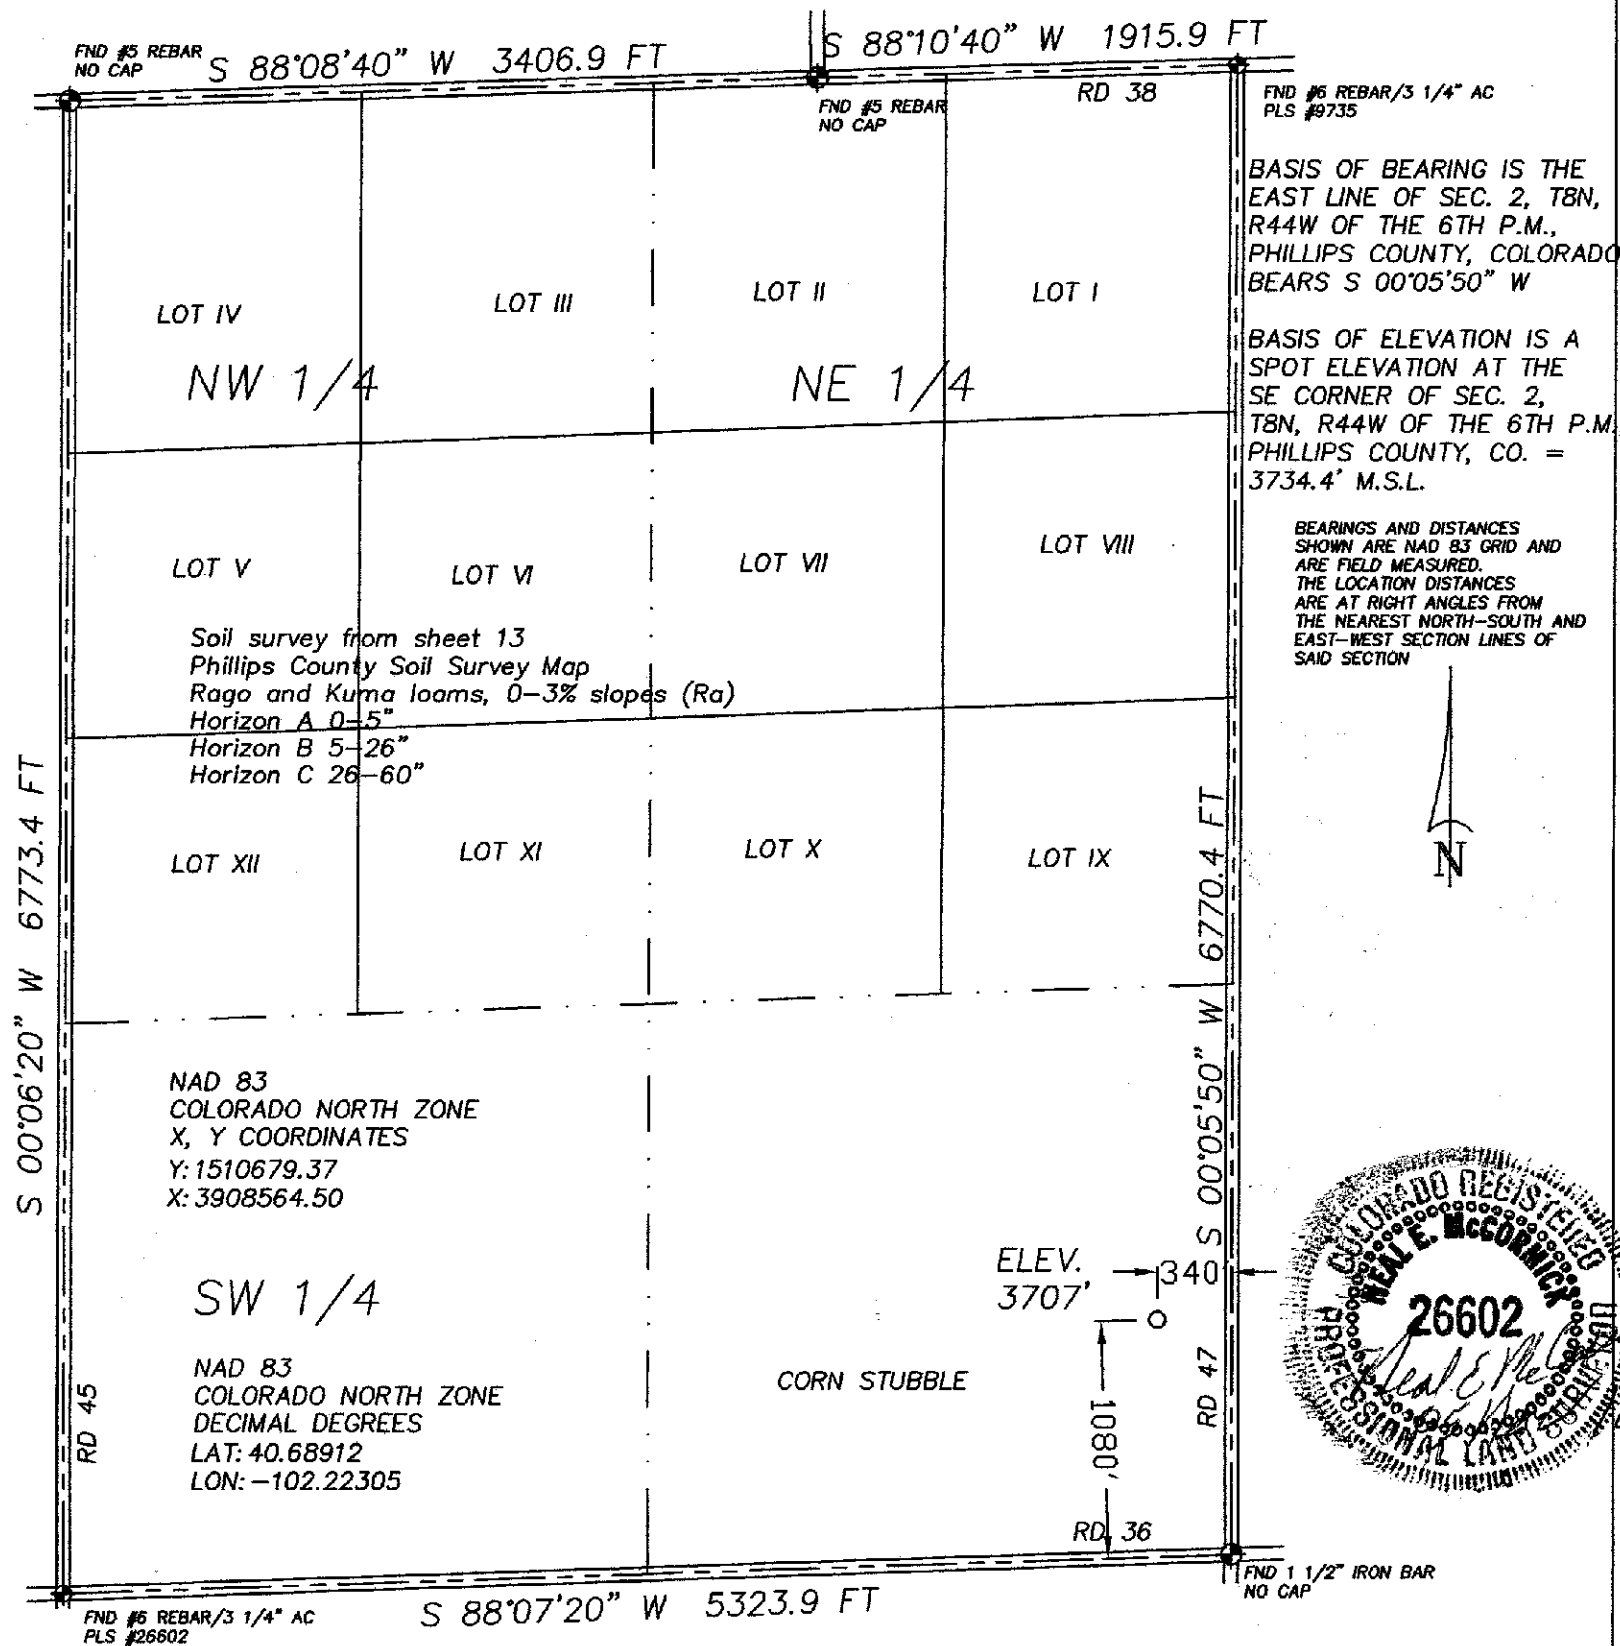 FND #5 REBAR
NO CAP
S 88°08'40" W 3406.9 FT
S 88°10'40" W 1915.9 FT
FND #5 REBAR
NO CAP
RD 38
FND #6 REBAR/3 1/4" AC
PLS #9735
BASIS OF BEARING IS THE
EAST LINE OF SEC. 2, T8N,
R44W OF THE 6TH P.M.,
PHILLIPS COUNTY, COLORADO
BEARS S 00°05'50" W
LOT IV
LOT III
LOT II
LOT I
NW 1/4
NE 1/4
BASIS OF ELEVATION IS A
SPOT ELEVATION AT THE
SE CORNER OF SEC. 2,
T8N, R44W OF THE 6TH P.M.
PHILLIPS COUNTY, CO. =
3734.4' M.S.L.
BEARINGS AND DISTANCES
SHOWN ARE NAD 83 GRID AND
ARE FIELD MEASURED.
THE LOCATION DISTANCES
ARE AT RIGHT ANGLES FROM
THE NEAREST NORTH-SOUTH AND
EAST-WEST SECTION LINES OF
SAID SECTION
LOT V
LOT VI
LOT VII
LOT VIII
Soil survey from sheet 13
Phillips County Soil Survey Map
Rago and Kuma loams, 0-3% slopes (Ra)
Horizon A 0-5"
Horizon B 5-26"
Horizon C 26-60"
N
LOT XII
LOT XI
LOT X
LOT IX
S 00°06'20" W 6773.4 FT
S 00°05'50" W 6770.4 FT
NAD 83
COLORADO NORTH ZONE
X, Y COORDINATES
Y: 1510679.37
X: 3908564.50
SW 1/4
ELEV.
3707'
340'
1080'
NAD 83
COLORADO NORTH ZONE
DECIMAL DEGREES
LAT: 40.68912
LON: -102.22305
CORN STUBBLE
RD 45
RD 47
RD 36
COLORADO REGISTERED
NEAL E. McCORMICK
26602
PROFESSIONAL LAND
FND 1 1/2" IRON BAR
NO CAP
FND #6 REBAR/3 1/4" AC
PLS #26602
S 88°07'20" W 5323.9 FT